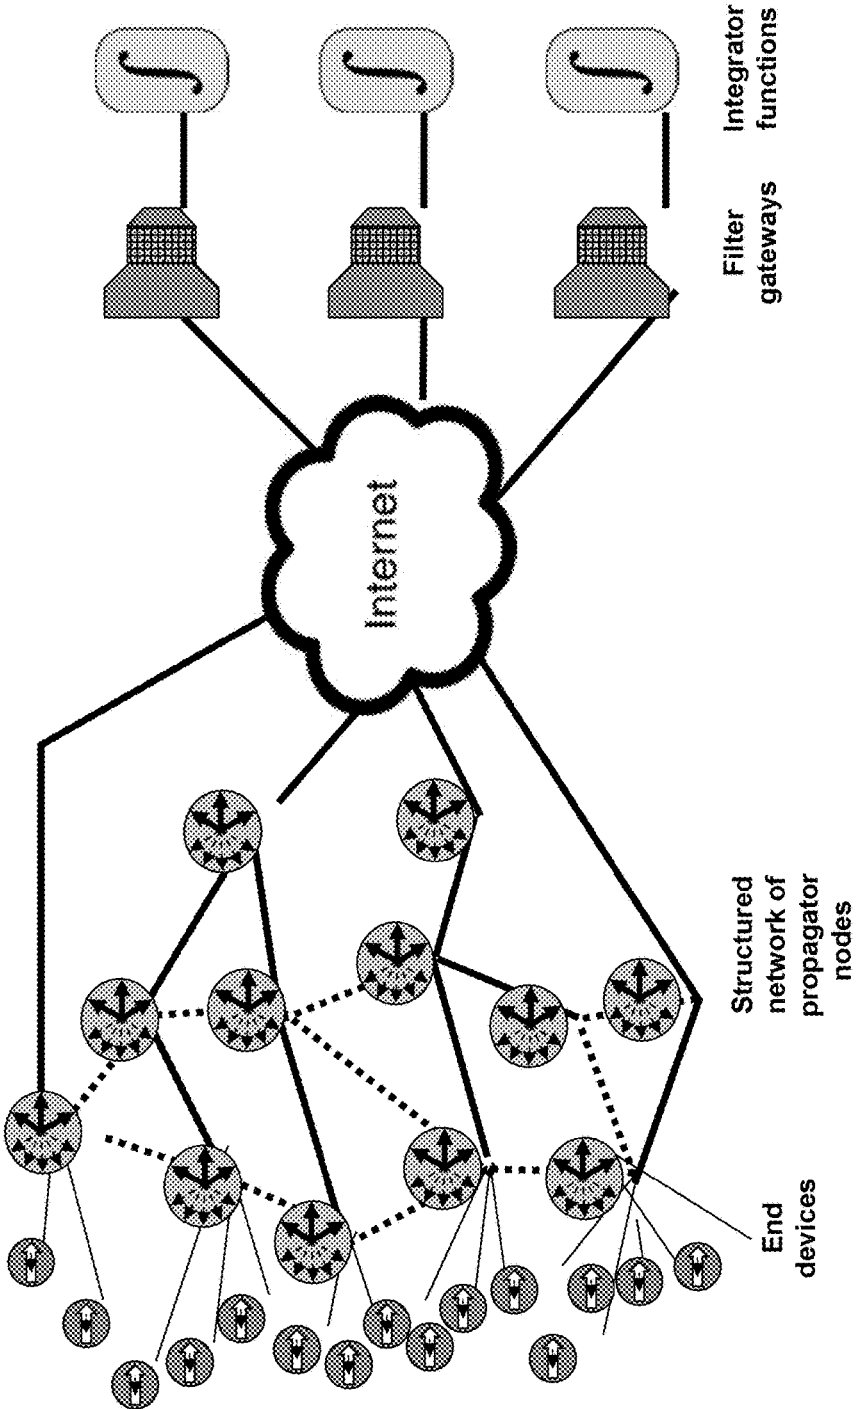 Integrator
functions
Filter
gateways
Internet
Structured
network of
propagator
nodes
End
devices